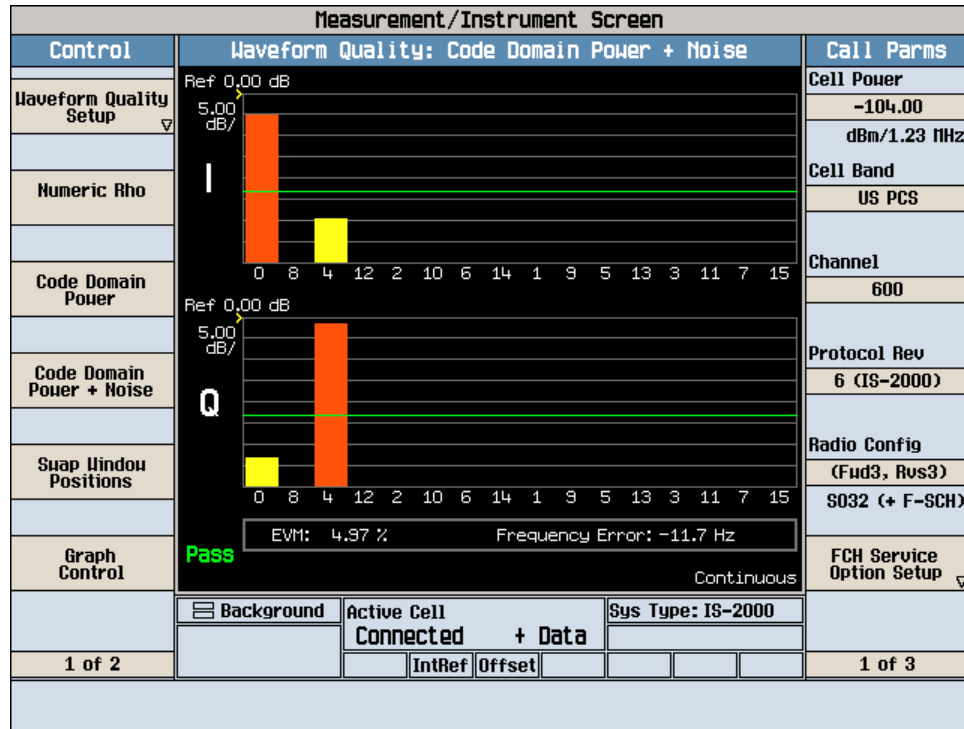 Measurement/Instrument Screen
Control
Waveform Quality
Setup
Numeric Rho
Code Domain
Power
Code Domain
Power + Noise
Swap Window
Positions
Graph
Control
1 of 2
Waveform Quality: Code Domain Power + Noise
Ref 0.00 dB
5.00
dB/
I
0 8 4 12 2 10 6 14 1 9 5 13 3 11 7 15
Ref 0.00 dB
5.00
dB/
Q
0 8 4 12 2 10 6 14 1 9 5 13 3 11 7 15
EVM: 4.97 % Frequency Error: -11.7 Hz
Pass
Continuous
Background
Active Cell
Connected + Data
Sys Type: IS-2000
IntRef Offset
Call Parms
Cell Power
-104.00
dBm/1.23 MHz
Cell Band
US PCS
Channel
600
Protocol Rev
6 (IS-2000)
Radio Config
(Fwd3, Rvs3)
SO32 (+ F-SCH)
FCH Service
Option Setup
1 of 3